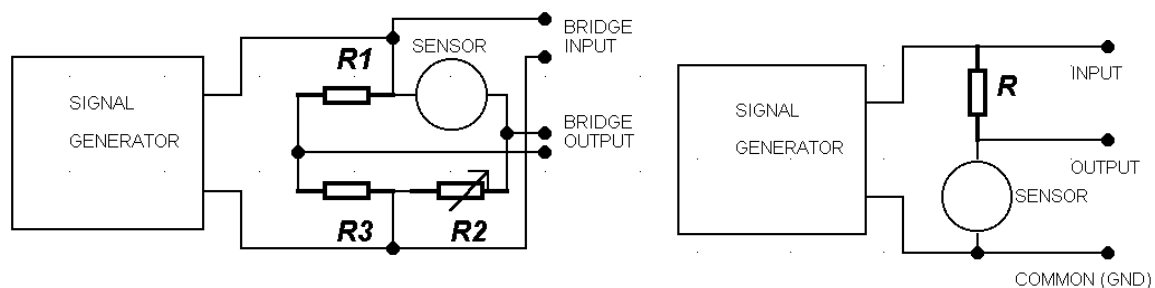 SIGNAL
GENERATOR
R1
SENSOR
BRIDGE
INPUT
BRIDGE
OUTPUT
R3
R2
SIGNAL
GENERATOR
R
INPUT
OUTPUT
SENSOR
COMMON (GND)